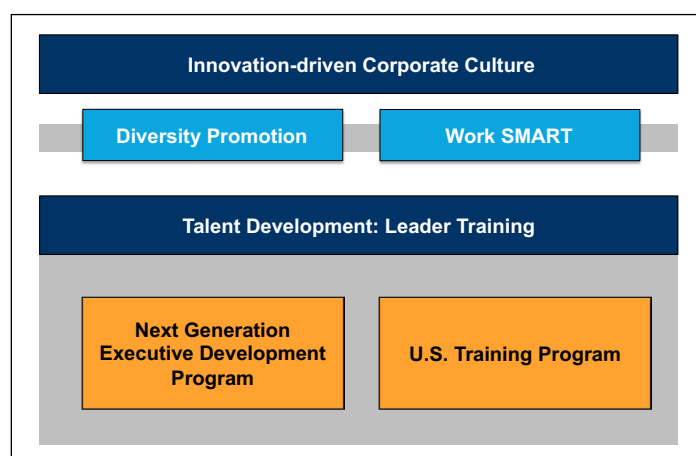 Innovation-driven Corporate Culture
Diversity Promotion
Work SMART
Talent Development: Leader Training
Next Generation
Executive Development
Program
U.S. Training Program